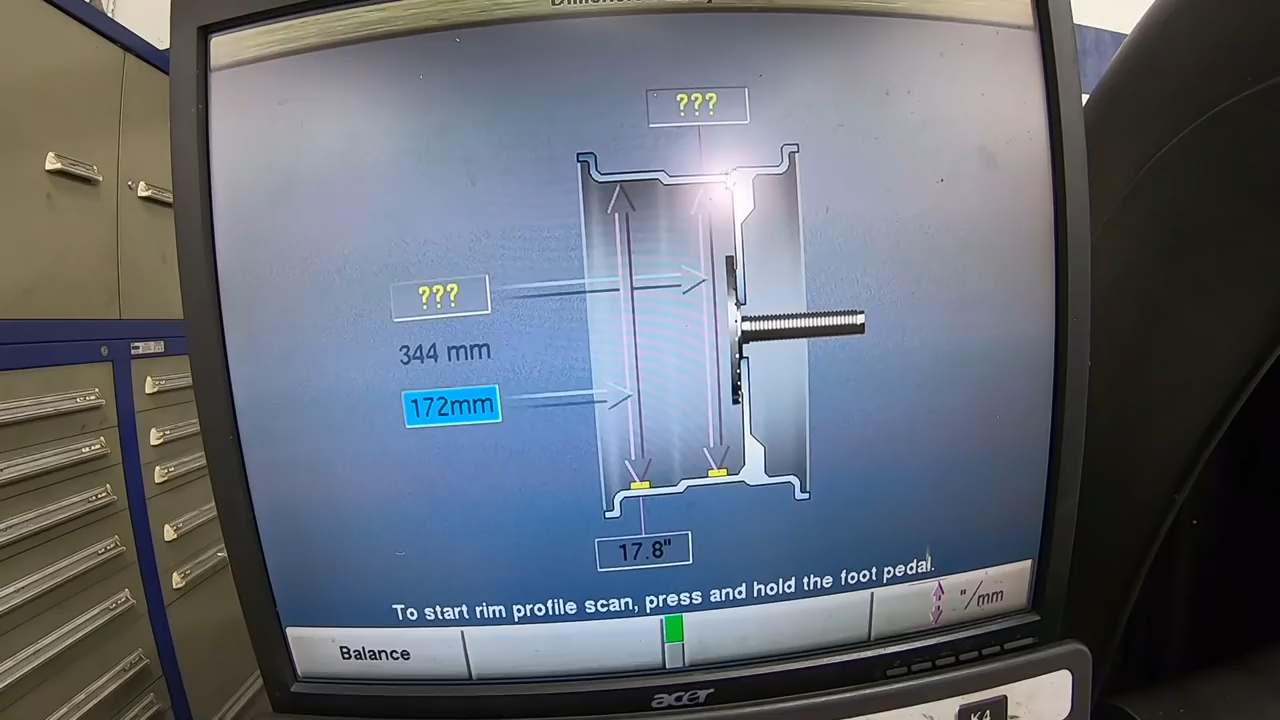 ???
???
344 mm
172mm
17.8"
To start rim profile scan, press and hold the foot pedal.
Balance
"/mm
acer
K4